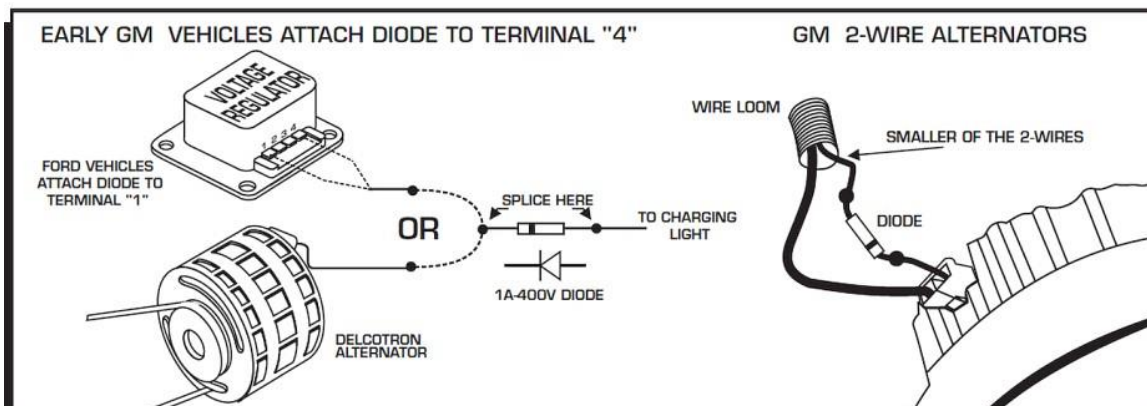 EARLY GM VEHICLES ATTACH DIODE TO TERMINAL "4"
VOLTAGE
REGULATOR
1 2 3 4
FORD VEHICLES
ATTACH DIODE TO
TERMINAL "1"
OR
SPLICE HERE
TO CHARGING
LIGHT
1A-400V DIODE
DELCOTRON
ALTERNATOR
GM 2-WIRE ALTERNATORS
WIRE LOOM
SMALLER OF THE 2-WIRES
DIODE